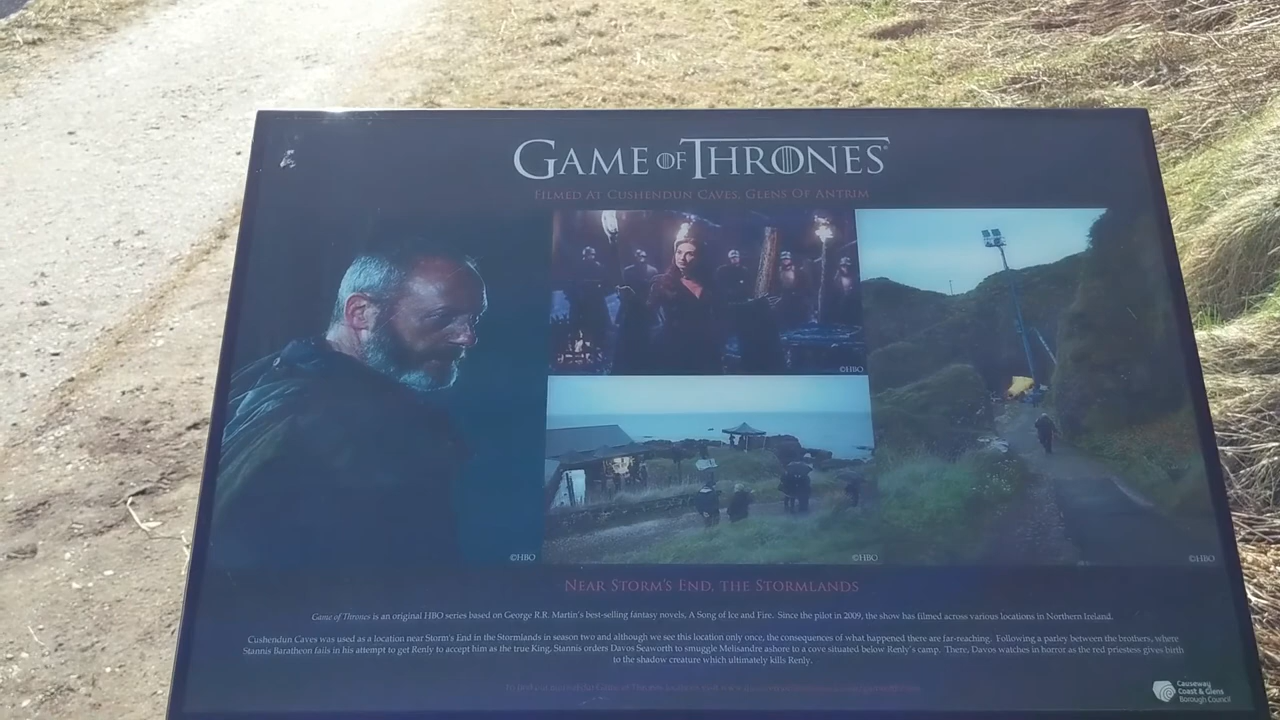 GAME OF THRONES®
FILMED AT CUSHENDUN CAVES, GLENS OF ANTRIM
©HBO
©HBO
©HBO
©HBO
NEAR STORM'S END, THE STORMLANDS
Game of Thrones is an original HBO series based on George R.R. Martin's best-selling fantasy novels, A Song of Ice and Fire. Since the pilot in 2009, the show has filmed across various locations in Northern Ireland.
Cushendun Caves was used as a location near Storm's End in the Stormlands in season two and although we see this location only once, the consequences of what happened there are far-reaching. Following a parley between the brothers, where
Stannis Baratheon fails in his attempt to get Renly to accept him as the true King, Stannis orders Davos Seaworth to smuggle Melisandre ashore to a cove situated below Renly's camp. There, Davos watches in horror as the red priestess gives birth
to the shadow creature which ultimately kills Renly.
Causeway
Coast & Glens
Borough Council